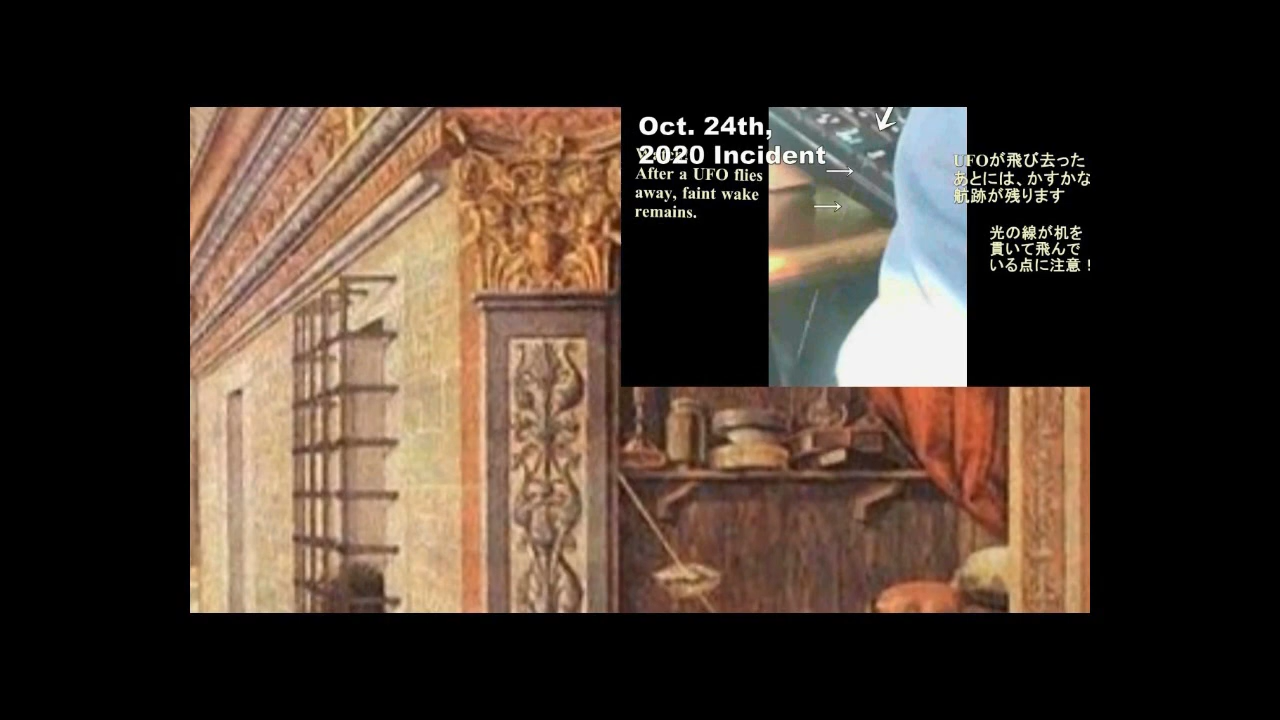 Oct. 24th,
2020 Incident
After a UFO flies
away, faint wake
remains.
UFOが飛び去った
あとには、かすかな
航跡が残ります
光の線が机を
貫いて飛んで
いる点に注意！